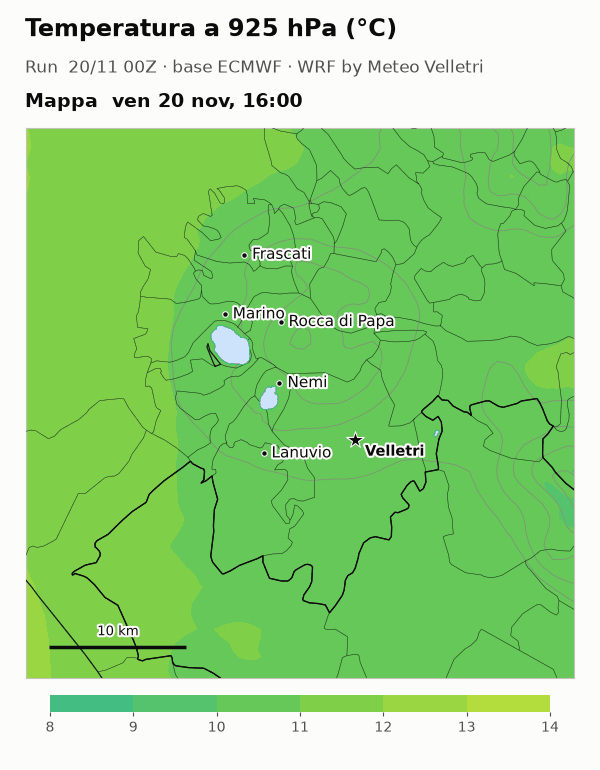 Temperatura a 925 hPa (°C)
Run  20/11 00Z · base ECMWF · WRF by Meteo Velletri
Mappa  ven 20 nov, 16:00
Frascati
Marino
Rocca di Papa
Nemi
Velletri
Lanuvio
10 km
8 9 10 11 12 13 14